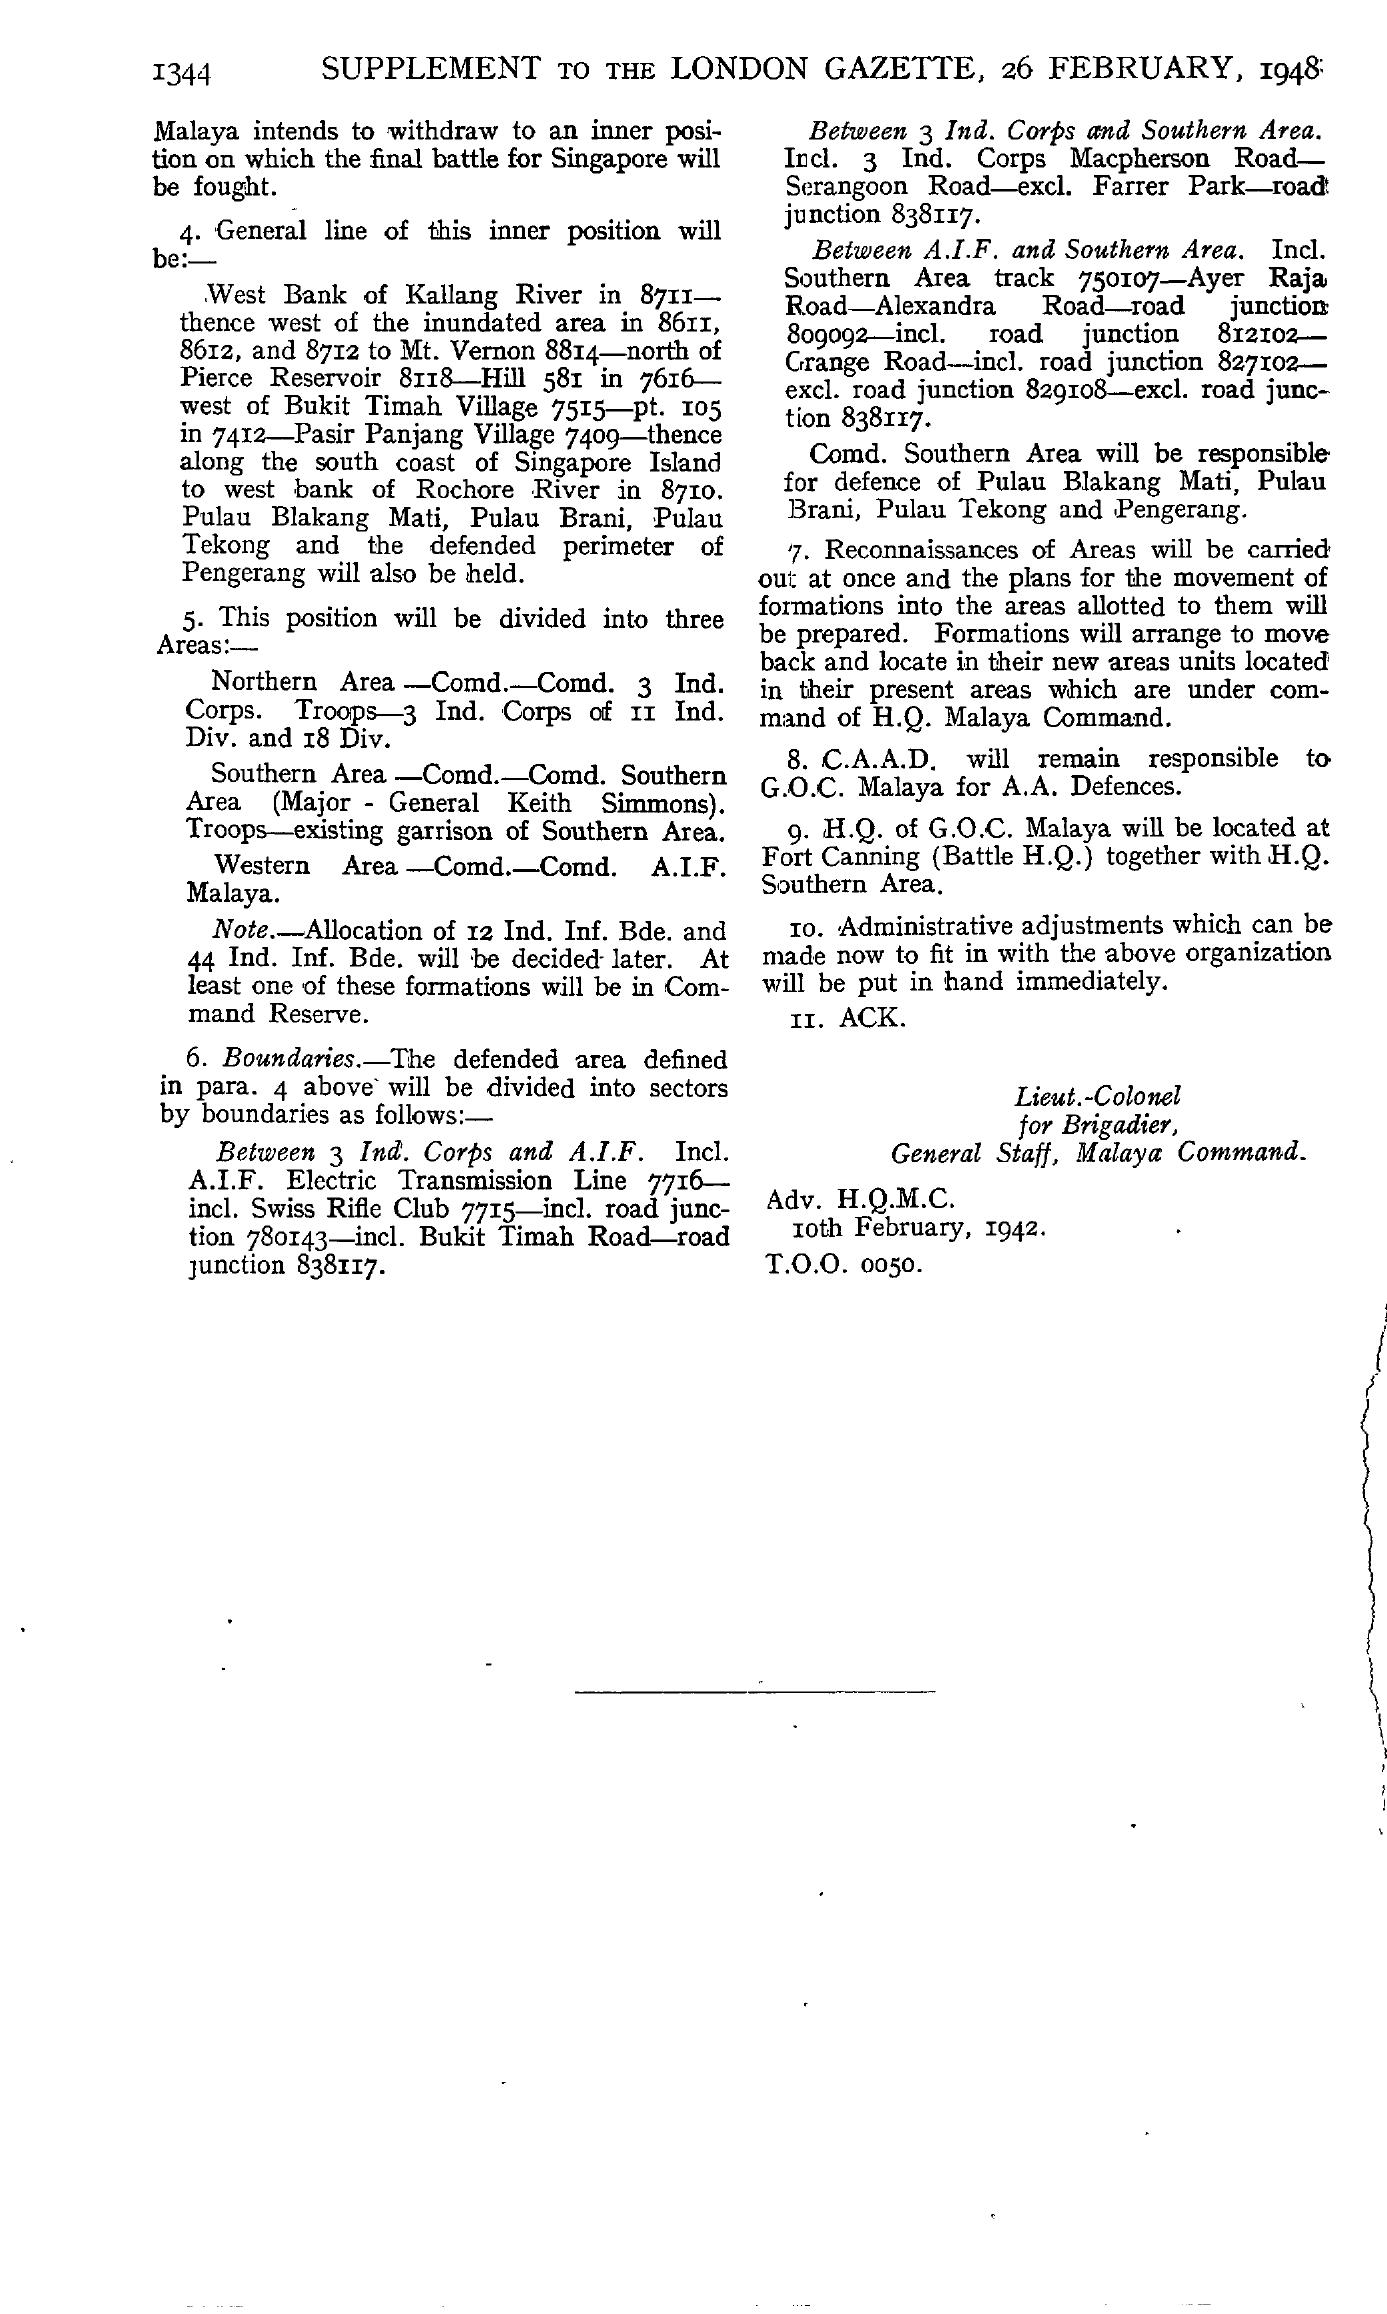 1344 SUPPLEMENT TO THE LONDON GAZETTE, 26 FEBRUARY, 1948
Malaya intends to withdraw to an inner posi-
tion on which the final battle for Singapore will
be fought.
4. General line of this inner position will
be:—
West Bank of Kallang River in 8711—
thence west of the inundated area in 8611,
8612, and 8712 to Mt. Vernon 8814—north of
Pierce Reservoir 8118—Hill 581 in 7616—
west of Bukit Timah Village 7515—pt. 105
in 7412—Pasir Panjang Village 7409—thence
along the south coast of Singapore Island
to west bank of Rochore River in 8710.
Pulau Blakang Mati, Pulau Brani, Pulau
Tekong and the defended perimeter of
Pengerang will also be held.
5. This position will be divided into three
Areas:—
Northern Area—Comd.—Comd. 3 Ind.
Corps. Troops—3 Ind. Corps of 11 Ind.
Div. and 18 Div.
Southern Area—Comd.—Comd. Southern
Area (Major - General Keith Simmons).
Troops—existing garrison of Southern Area.
Western Area—Comd.—Comd. A.I.F.
Malaya.
Note.—Allocation of 12 Ind. Inf. Bde. and
44 Ind. Inf. Bde. will be decided later. At
least one of these formations will be in Com-
mand Reserve.
6. Boundaries.—The defended area defined
in para. 4 above will be divided into sectors
by boundaries as follows:—
Between 3 Ind. Corps and A.I.F. Incl.
A.I.F. Electric Transmission Line 7716—
incl. Swiss Rifle Club 7715—incl. road junc-
tion 780143—incl. Bukit Timah Road—road
junction 838117.
Between 3 Ind. Corps and Southern Area.
Incl. 3 Ind. Corps Macpherson Road—
Serangoon Road—excl. Farrer Park—road
junction 838117.
Between A.I.F. and Southern Area. Incl.
Southern Area track 750107—Ayer Raja
Road—Alexandra Road—road junction
809092—incl. road junction 812102—
Grange Road—incl. road junction 827102—
excl. road junction 829108—excl. road junc-
tion 838117.
Comd. Southern Area will be responsible
for defence of Pulau Blakang Mati, Pulau
Brani, Pulau Tekong and Pengerang.
7. Reconnaissances of Areas will be carried
out at once and the plans for the movement of
formations into the areas allotted to them will
be prepared. Formations will arrange to move
back and locate in their new areas units located
in their present areas which are under com-
mand of H.Q. Malaya Command.
8. C.A.A.D. will remain responsible to
G.O.C. Malaya for A.A. Defences.
9. H.Q. of G.O.C. Malaya will be located at
Fort Canning (Battle H.Q.) together with H.Q.
Southern Area.
10. Administrative adjustments which can be
made now to fit in with the above organization
will be put in hand immediately.
11. ACK.
Lieut.-Colonel
for Brigadier,
General Staff, Malaya Command.
Adv. H.Q.M.C.
10th February, 1942.
T.O.O. 0050.